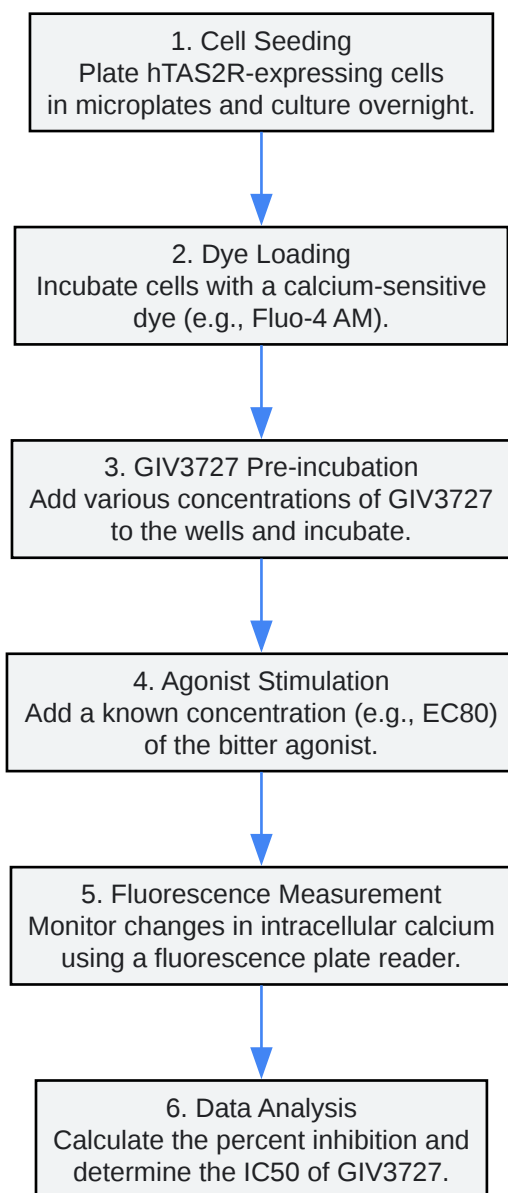 1. Cell Seeding
Plate hTAS2R-expressing cells
in microplates and culture overnight.
2. Dye Loading
Incubate cells with a calcium-sensitive
dye (e.g., Fluo-4 AM).
3. GIV3727 Pre-incubation
Add various concentrations of GIV3727
to the wells and incubate.
4. Agonist Stimulation
Add a known concentration (e.g., EC80)
of the bitter agonist.
5. Fluorescence Measurement
Monitor changes in intracellular calcium
using a fluorescence plate reader.
6. Data Analysis
Calculate the percent inhibition and
determine the IC50 of GIV3727.